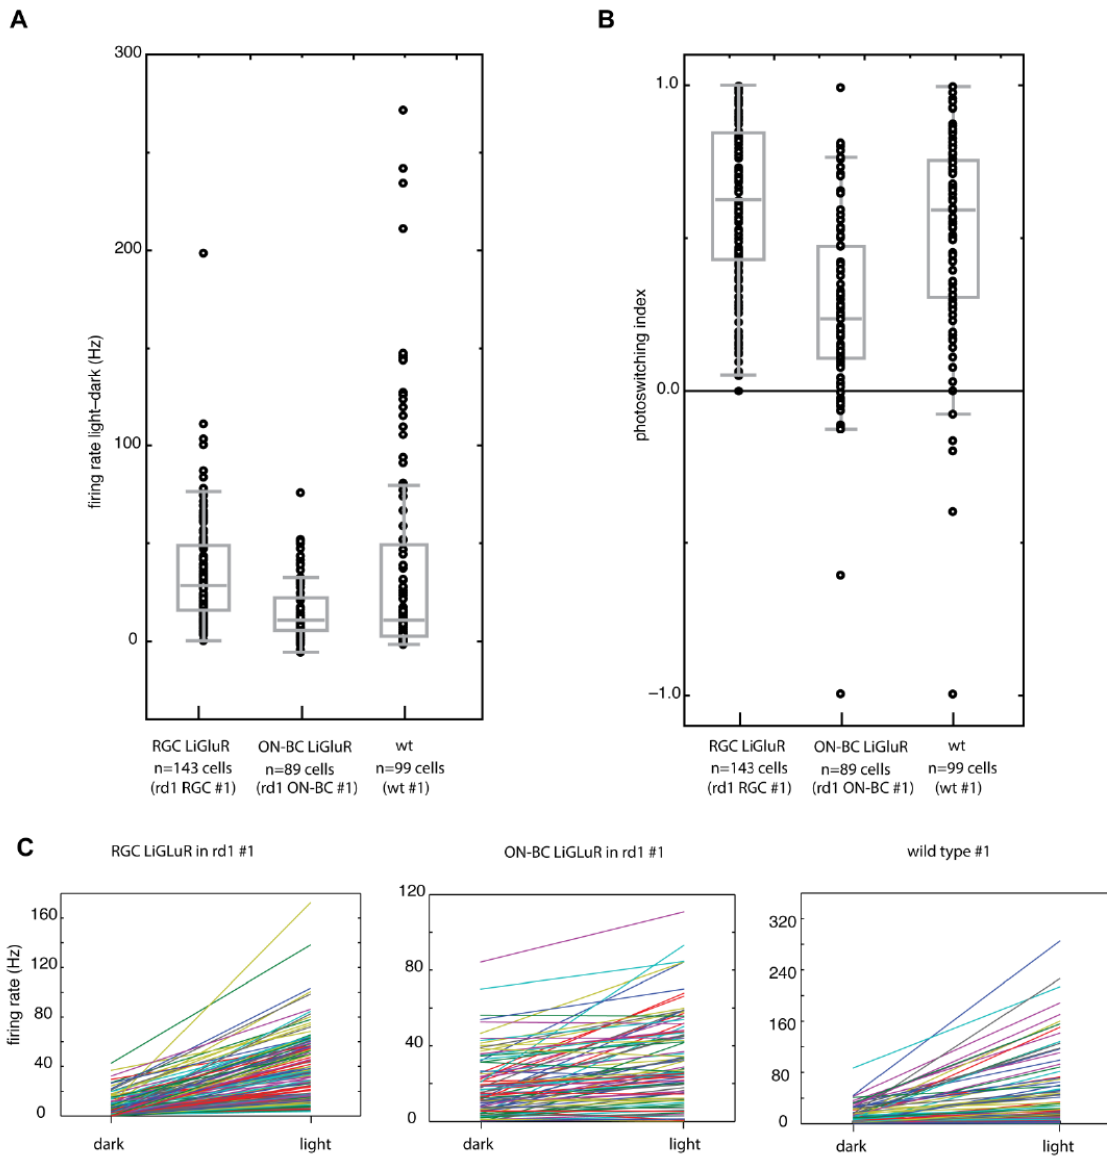 A
firing rate light–dark (Hz)
300
200
100
0
RGC LiGluR
n=143 cells
(rd1 RGC #1)
ON-BC LiGluR
n=89 cells
(rd1 ON-BC #1)
wt
n=99 cells
(wt #1)
B
photoswitching index
1.0
0.0
–1.0
RGC LiGluR
n=143 cells
(rd1 RGC #1)
ON-BC LiGluR
n=89 cells
(rd1 ON-BC #1)
wt
n=99 cells
(wt #1)
C
RGC LiGLuR in rd1 #1
firing rate (Hz)
160
120
80
40
0
dark light
ON-BC LiGLuR in rd1 #1
120
80
40
0
dark light
wild type #1
320
240
160
80
0
dark light